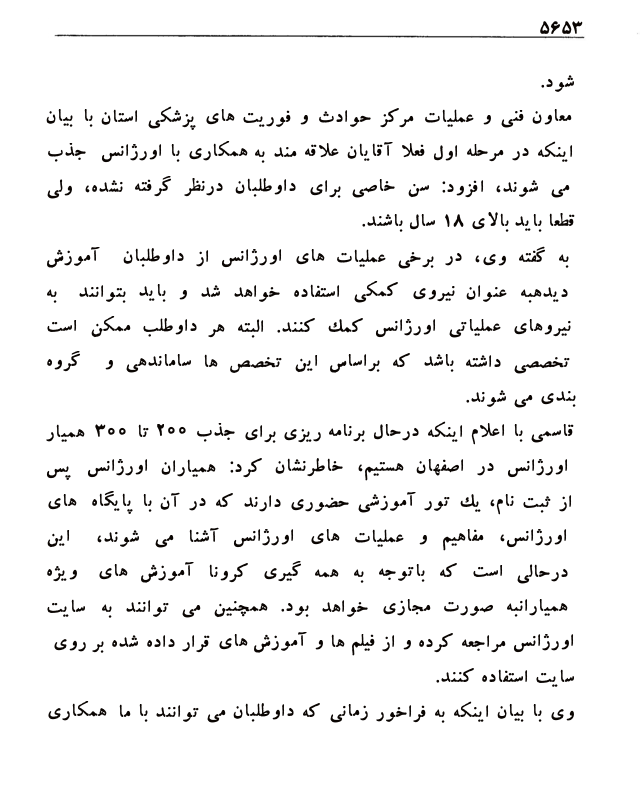 ۵۶۵۳
شود.
معاون فنی و عملیات مرکز حوادث و فوریت های پزشکی استان با بیان
اینکه در مرحله اول فعلا آقایان علاقه مند به همکاری با اورژانس جذب
می شوند، افزود: سن خاصی برای داوطلبان درنظر گرفته نشده، ولی
قطعا باید بالای ۱۸ سال باشند.
به گفته وی، در برخی عملیات های اورژانس از داوطلبان آموزش
دیدهبه عنوان نیروی کمکی استفاده خواهد شد و باید بتوانند به
نیروهای عملیاتی اورژانس کمك کنند. البته هر داوطلب ممکن است
تخصصی داشته باشد که براساس این تخصص ها ساماندهی و گروه
بندی می شوند.
قاسمی با اعلام اینکه درحال برنامه ریزی برای جذب ۲۰۰ تا ۳۰۰ همیار
اورژانس در اصفهان هستیم، خاطرنشان کرد: همیاران اورژانس پس
از ثبت نام، یك تور آموزشی حضوری دارند که در آن با پایگاه های
اورژانس، مفاهیم و عملیات های اورژانس آشنا می شوند، این
درحالی است که باتوجه به همه گیری کرونا آموزش های ویژه
همیارانبه صورت مجازی خواهد بود. همچنین می توانند به سایت
اورژانس مراجعه کرده و از فیلم ها و آموزش های قرار داده شده بر روی
سایت استفاده کنند.
وی با بیان اینکه به فراخور زمانی که داوطلبان می توانند با ما همکاری